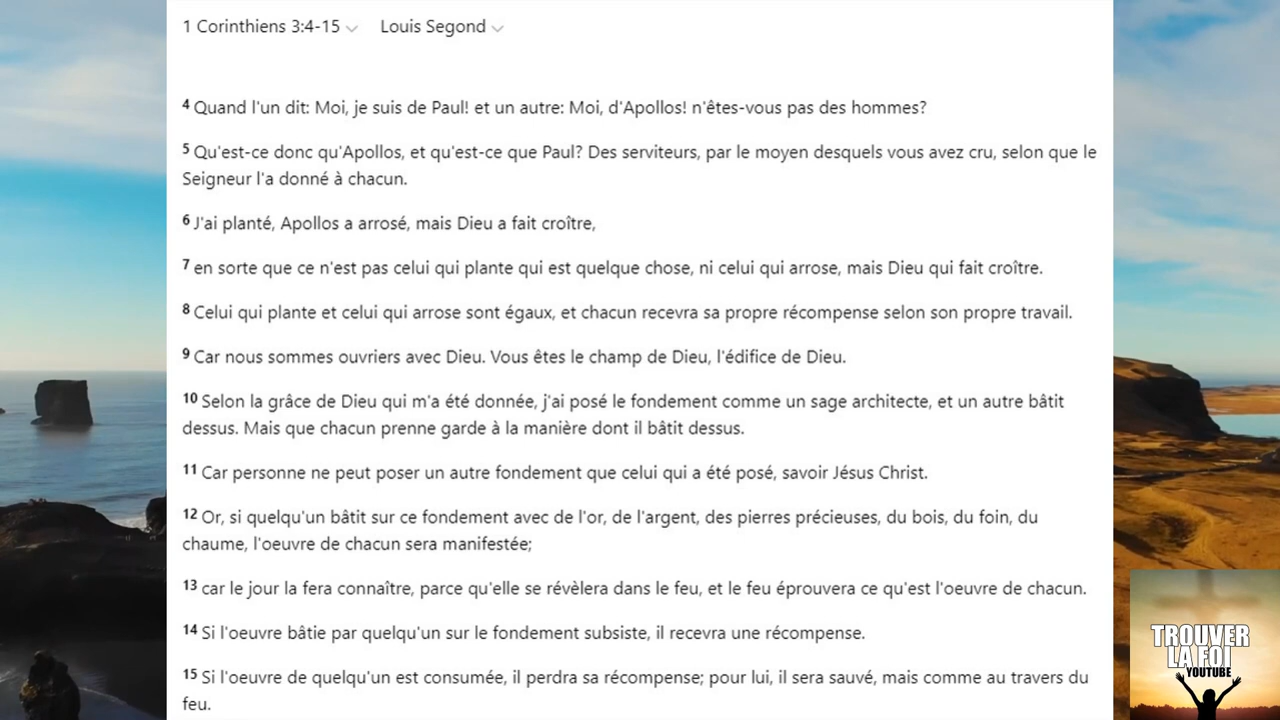 1 Corinthiens 3:4-15 Louis Segond
4 Quand l'un dit: Moi, je suis de Paul! et un autre: Moi, d'Apollos! n'êtes-vous pas des hommes?
5 Qu'est-ce donc qu'Apollos, et qu'est-ce que Paul? Des serviteurs, par le moyen desquels vous avez cru, selon que le
Seigneur l'a donné à chacun.
6 J'ai planté, Apollos a arrosé, mais Dieu a fait croître,
7 en sorte que ce n'est pas celui qui plante qui est quelque chose, ni celui qui arrose, mais Dieu qui fait croître.
8 Celui qui plante et celui qui arrose sont égaux, et chacun recevra sa propre récompense selon son propre travail.
9 Car nous sommes ouvriers avec Dieu. Vous êtes le champ de Dieu, l'édifice de Dieu.
10 Selon la grâce de Dieu qui m'a été donnée, j'ai posé le fondement comme un sage architecte, et un autre bâtit
dessus. Mais que chacun prenne garde à la manière dont il bâtit dessus.
11 Car personne ne peut poser un autre fondement que celui qui a été posé, savoir Jésus Christ.
12 Or, si quelqu'un bâtit sur ce fondement avec de l'or, de l'argent, des pierres précieuses, du bois, du foin, du
chaume, l'oeuvre de chacun sera manifestée;
13 car le jour la fera connaître, parce qu'elle se révèlera dans le feu, et le feu éprouvera ce qu'est l'oeuvre de chacun.
14 Si l'oeuvre bâtie par quelqu'un sur le fondement subsiste, il recevra une récompense.
15 Si l'oeuvre de quelqu'un est consumée, il perdra sa récompense; pour lui, il sera sauvé, mais comme au travers du
feu.
TROUVER
LA FOI
YOUTUBE